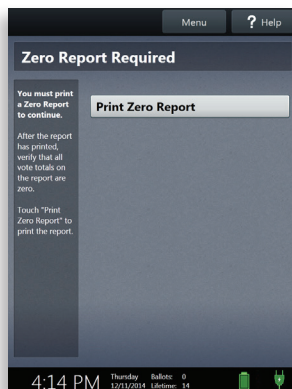 Menu
? Help
Zero Report Required
You must print
a Zero Report
to continue.
After the report
has printed,
verify that all
vote totals on
the report are
zero.
Touch "Print
Zero Report" to
print the report.
Print Zero Report
4:14 PM
Thursday Ballots: 0
12/11/2014 Lifetime: 14